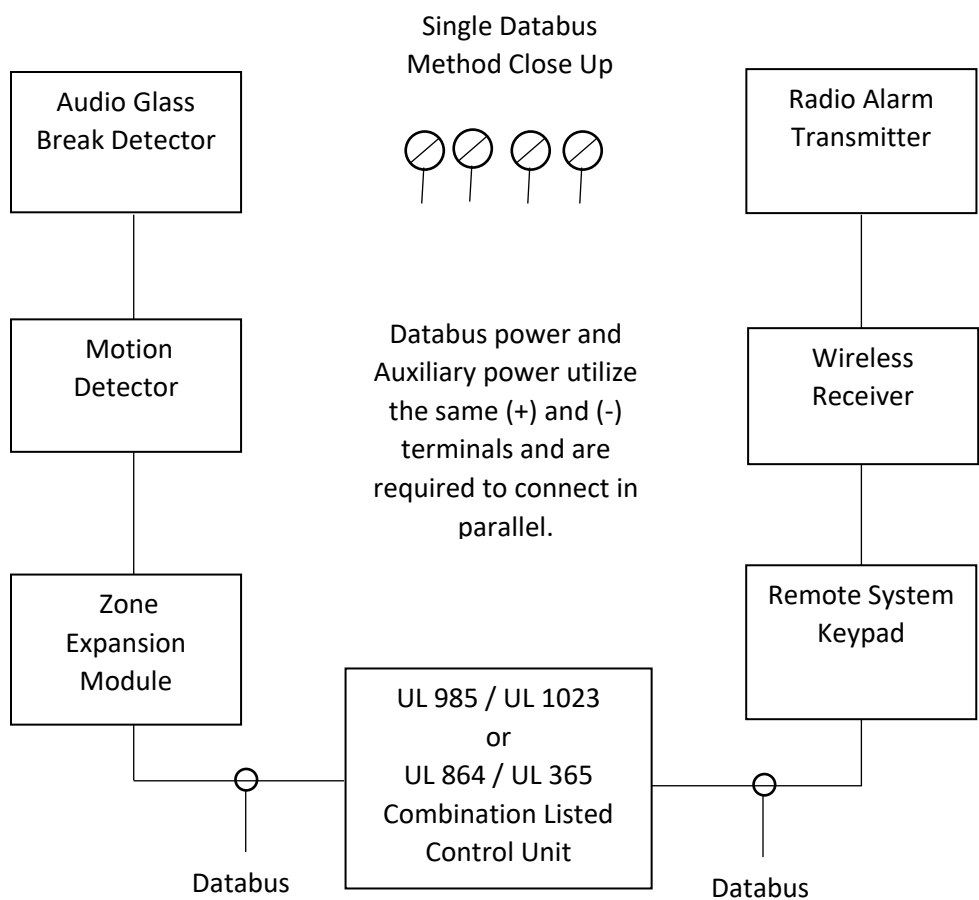 Single Databus
Method Close Up
Audio Glass
Break Detector
Radio Alarm
Transmitter
Motion
Detector
Databus power and
Auxiliary power utilize
the same (+) and (-)
terminals and are
required to connect in
parallel.
Wireless
Receiver
Zone
Expansion
Module
Remote System
Keypad
UL 985 / UL 1023
or
UL 864 / UL 365
Combination Listed
Control Unit
Databus
Databus